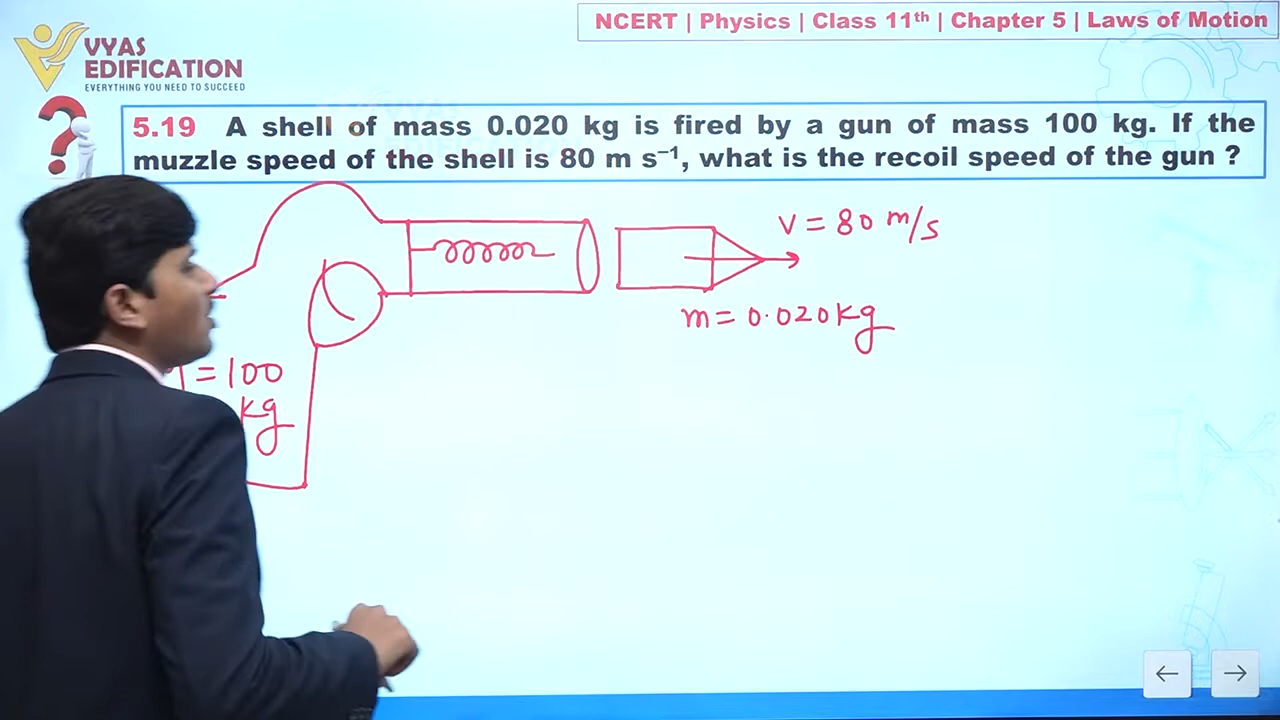 NCERT | Physics | Class 11th | Chapter 5 | Laws of Motion
VYAS
EDIFICATION
EVERYTHING YOU NEED TO SUCCEED
5.19 A shell of mass 0.020 kg is fired by a gun of mass 100 kg. If the
muzzle speed of the shell is 80 m s⁻¹, what is the recoil speed of the gun ?
v = 80 m/s
m = 0.020 kg
= 100
kg